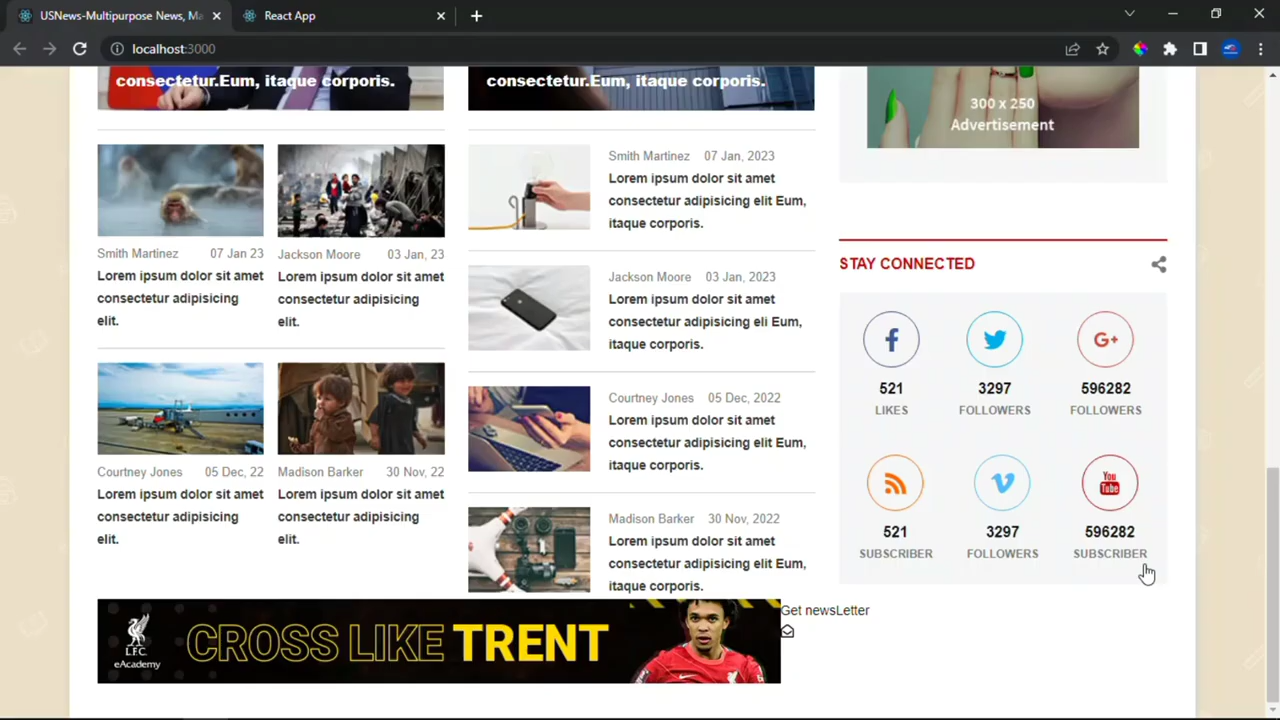 USNews-Multipurpose News, Ma
React App
localhost:3000
consectetur.Eum, itaque corporis.
consectetur.Eum, itaque corporis.
300 x 250
Advertisement
Smith Martinez 07 Jan 23
Lorem ipsum dolor sit amet
consectetur adipisicing
elit.
Jackson Moore 03 Jan, 23
Lorem ipsum dolor sit amet
consectetur adipisicing
elit.
Courtney Jones 05 Dec, 22
Lorem ipsum dolor sit amet
consectetur adipisicing
elit.
Madison Barker 30 Nov, 22
Lorem ipsum dolor sit amet
consectetur adipisicing
elit.
Smith Martinez 07 Jan, 2023
Lorem ipsum dolor sit amet
consectetur adipisicing elit Eum,
itaque corporis.
Jackson Moore 03 Jan, 2023
Lorem ipsum dolor sit amet
consectetur adipisicing eli Eum,
itaque corporis.
Courtney Jones 05 Dec, 2022
Lorem ipsum dolor sit amet
consectetur adipisicing elit Eum,
itaque corporis.
Madison Barker 30 Nov, 2022
Lorem ipsum dolor sit amet
consectetur adipisicing elit Eum,
itaque corporis.
STAY CONNECTED
G+
521 3297 596282
LIKES FOLLOWERS FOLLOWERS
You
Tube
521 3297 596282
SUBSCRIBER FOLLOWERS SUBSCRIBER
L.F.C.
eAcademy
CROSS LIKE TRENT
Get newsLetter